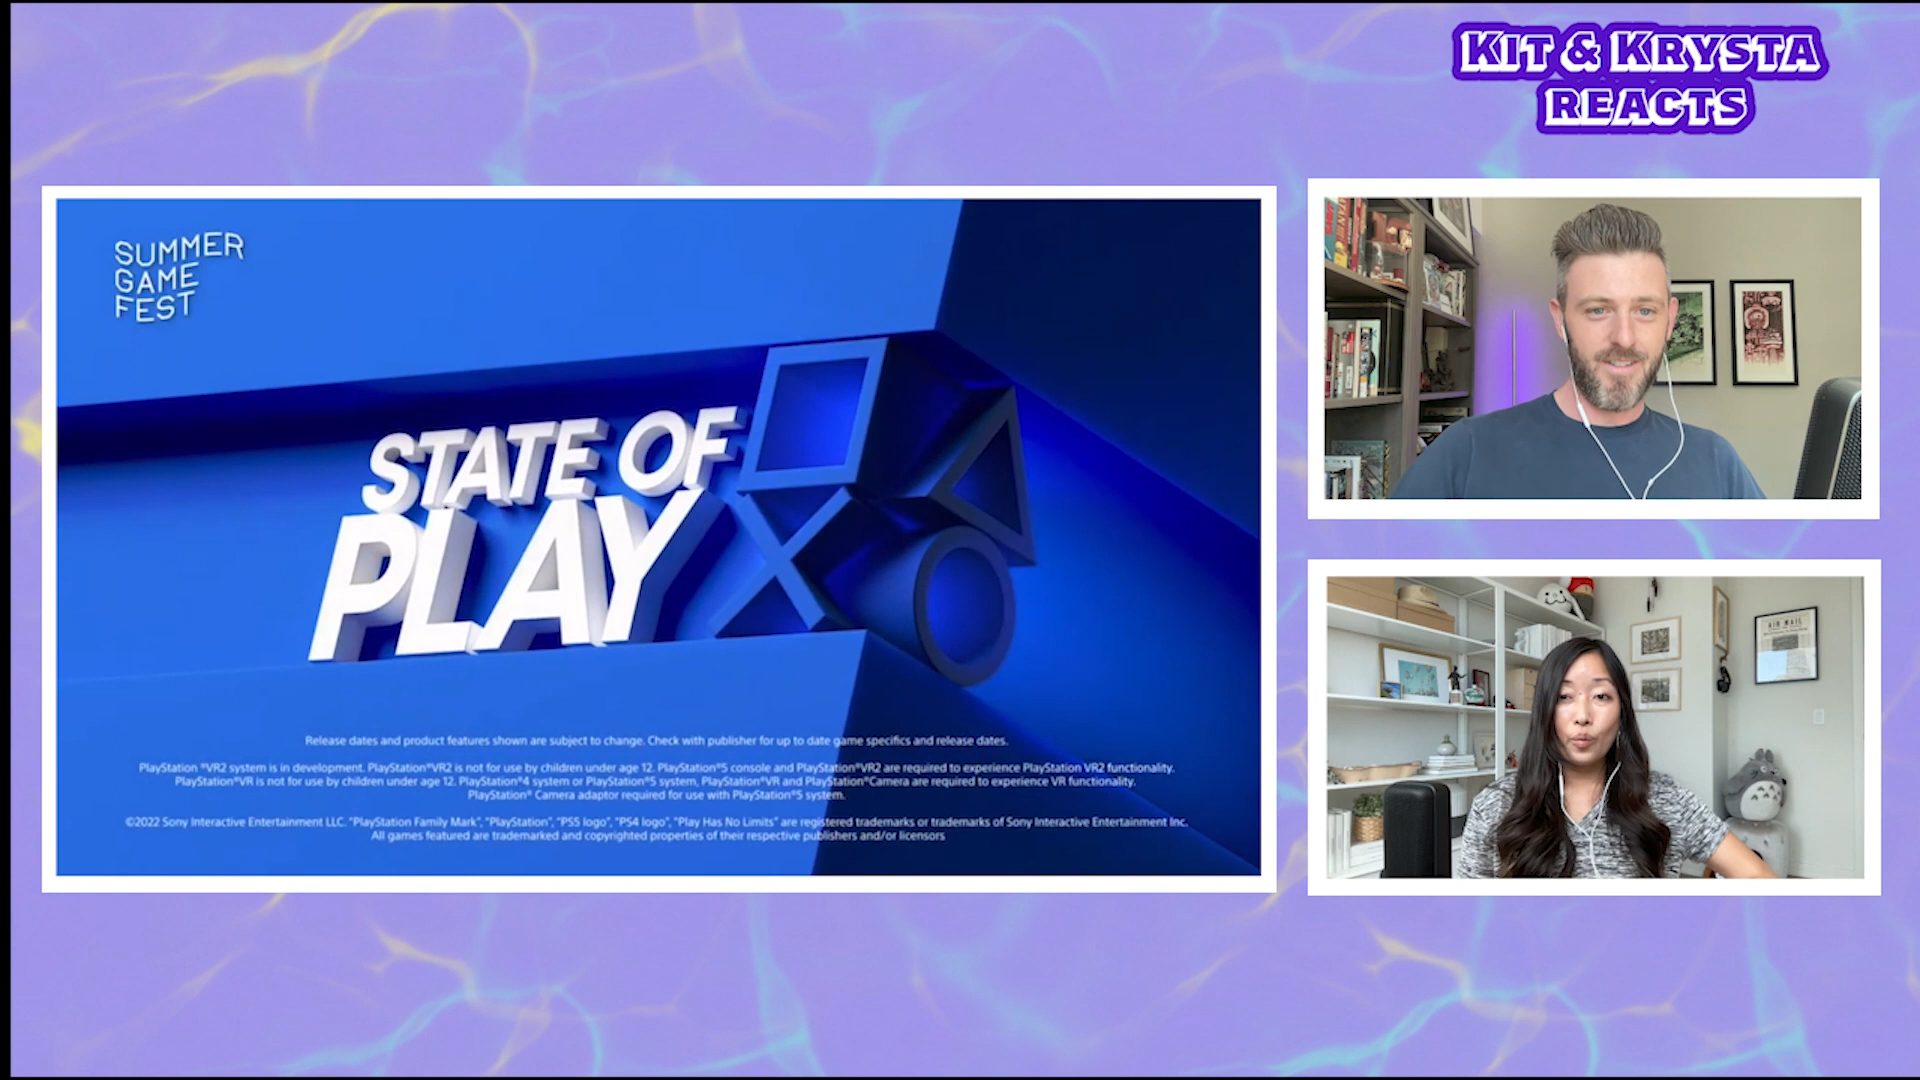 KIT & KRYSTA
REACTS
SUMMER
GAME
FEST
STATE OF
PLAY
Release dates and product features shown are subject to change. Check with publisher for up to date game specifics and release dates.
PlayStation ®VR2 system is in development. PlayStation®VR2 is not for use by children under age 12. PlayStation®5 console and PlayStation®VR2 are required to experience PlayStation VR2 functionality.
PlayStation®VR is not for use by children under age 12. PlayStation®4 system or PlayStation®5 system, PlayStation®VR and PlayStation®Camera are required to experience VR functionality.
PlayStation® Camera adaptor required for use with PlayStation®5 system.
©2022 Sony Interactive Entertainment LLC. "PlayStation Family Mark", "PlayStation", "PS5 logo", "PS4 logo", "Play Has No Limits" are registered trademarks or trademarks of Sony Interactive Entertainment Inc.
All games featured are trademarked and copyrighted properties of their respective publishers and/or licensors
AIR MAIL